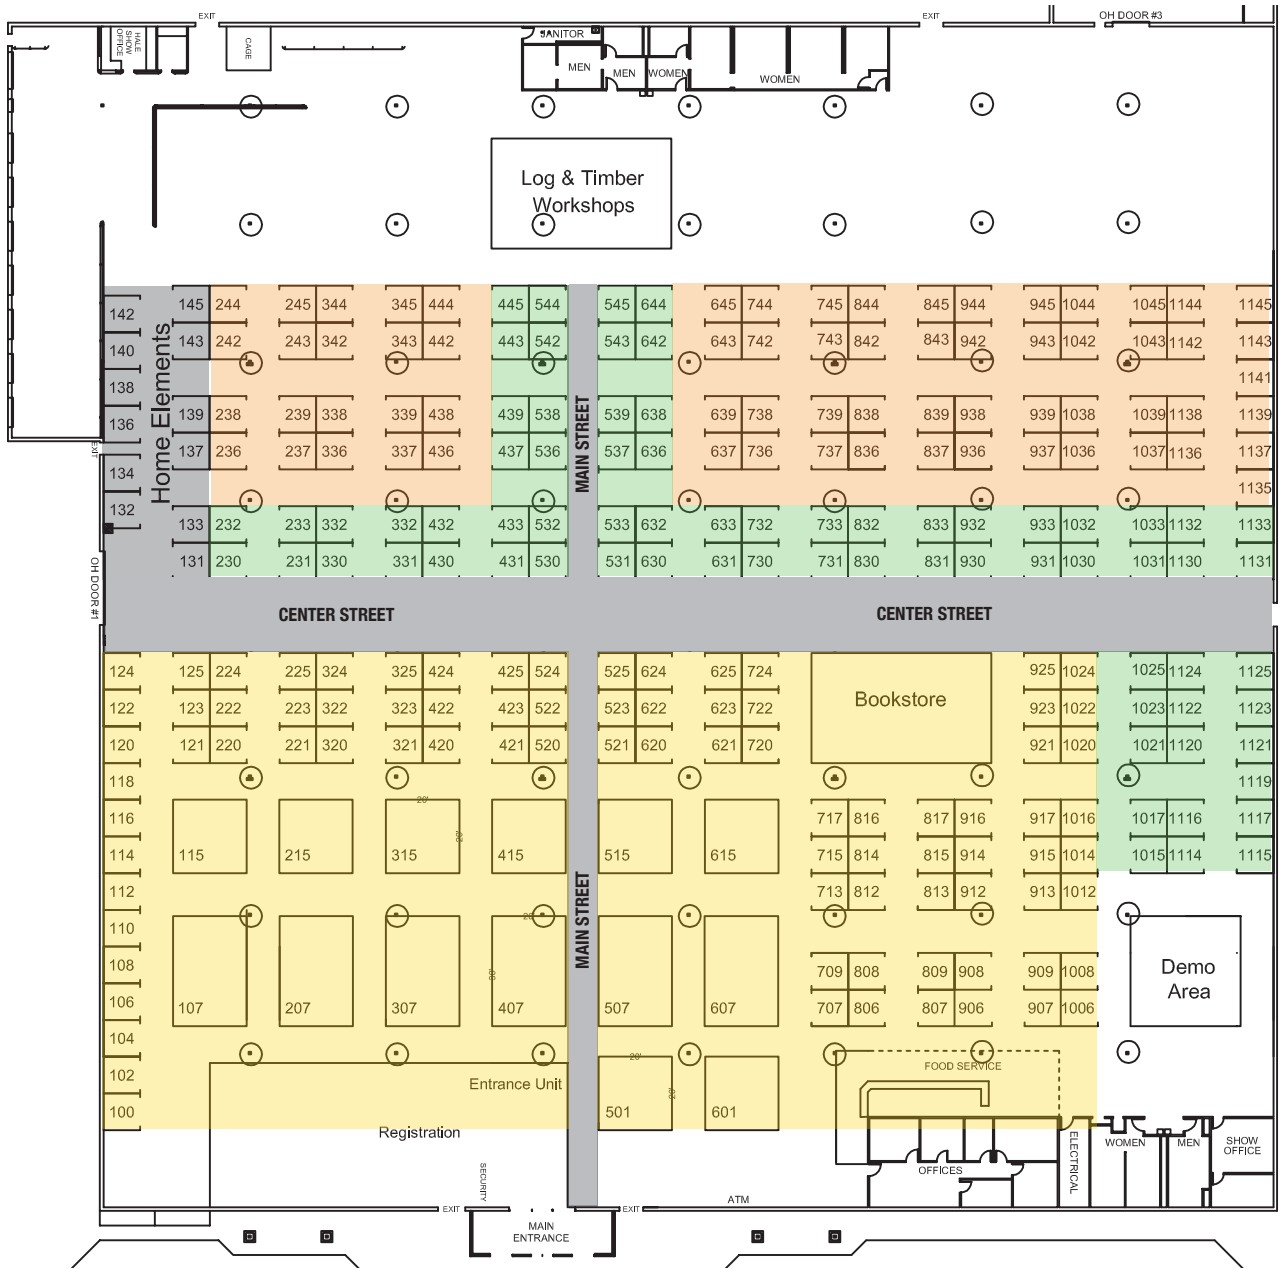 EXIT
EXIT
OH DOOR #3
HALE
SHOW
OFFICE
CAGE
JANITOR
MEN
MEN
WOMEN
WOMEN
Log & Timber
Workshops
142
145 244 245 344 345 444 445 544 545 644 645 744 745 844 845 944 945 1044 1045 1144 1145
140
143 242 243 342 343 442 443 542 543 642 643 742 743 842 843 942 943 1042 1043 1142 1143
138
1141
136
139 238 239 338 339 438 439 538 539 638 639 738 739 838 839 938 939 1038 1039 1138 1139
Home Elements
MAIN STREET
EXIT
134
137 236 237 336 337 436 437 536 537 636 637 736 737 836 837 936 937 1036 1037 1136 1137
1135
132
133 232 233 332 332 432 433 532 533 632 633 732 733 832 833 932 933 1032 1033 1132 1133
131 230 231 330 331 430 431 530 531 630 631 730 731 830 831 930 931 1030 1031 1130 1131
OH DOOR #1
CENTER STREET
CENTER STREET
124 125 224 225 324 325 424 425 524 525 624 625 724 925 1024 1025 1124 1125
Bookstore
122 123 222 223 322 323 422 423 522 523 622 623 722 923 1022 1023 1122 1123
120 121 220 221 320 321 420 421 520 521 620 621 720 921 1020 1021 1120 1121
118 1119
20'
116 717 816 817 916 917 1016 1017 1116 1117
20'
114 115 215 315 415 515 615 715 814 815 914 915 1014 1015 1114 1115
112 713 812 813 912 913 1012
MAIN STREET
20'
110
108 709 808 809 908 909 1008
30'
Demo
Area
106 107 207 307 407 507 607 707 806 807 906 907 1006
104
20'
FOOD SERVICE
102
Entrance Unit
20'
100 501 601
Registration
ELECTRICAL
WOMEN
MEN
SHOW
OFFICE
SECURITY
OFFICES
ATM
EXIT
EXIT
MAIN
ENTRANCE